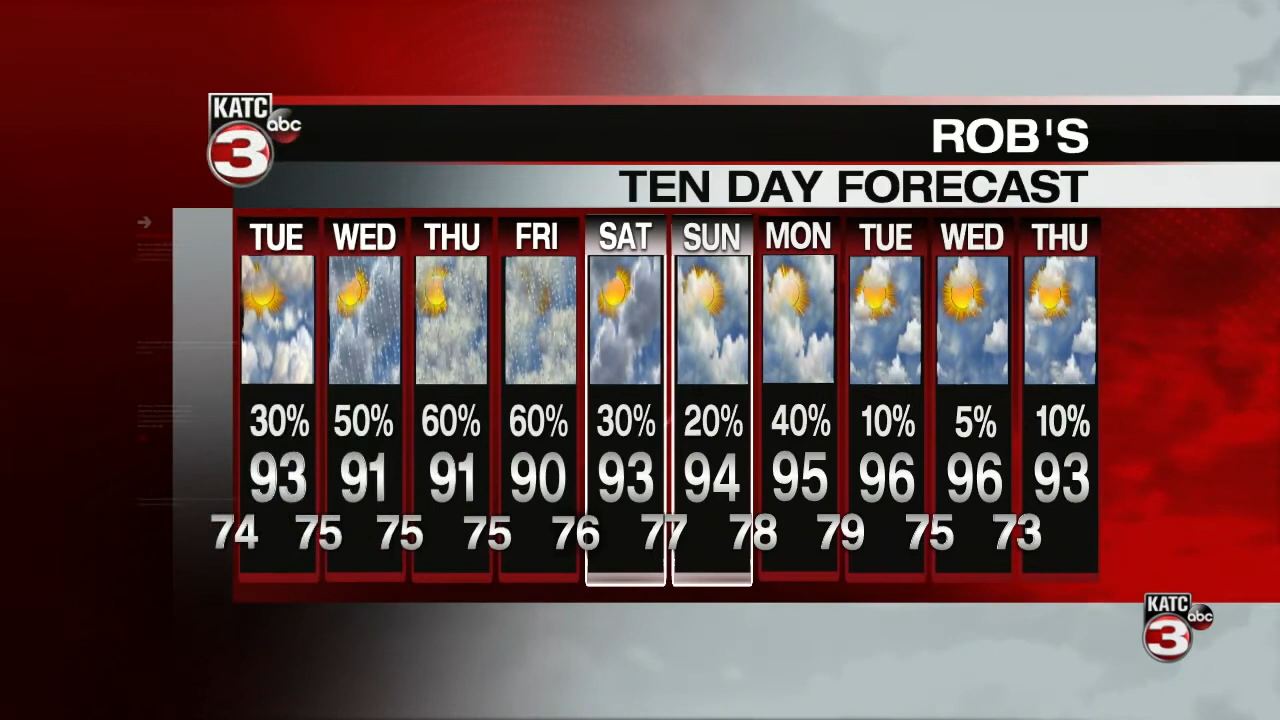 KATC
abc
3
ROB'S
TEN DAY FORECAST
TUE WED THU FRI SAT SUN MON TUE WED THU
30% 50% 60% 60% 30% 20% 40% 10% 5% 10%
93 91 91 90 93 94 95 96 96 93
74 75 75 75 76 77 78 79 75 73
KATC
abc
3